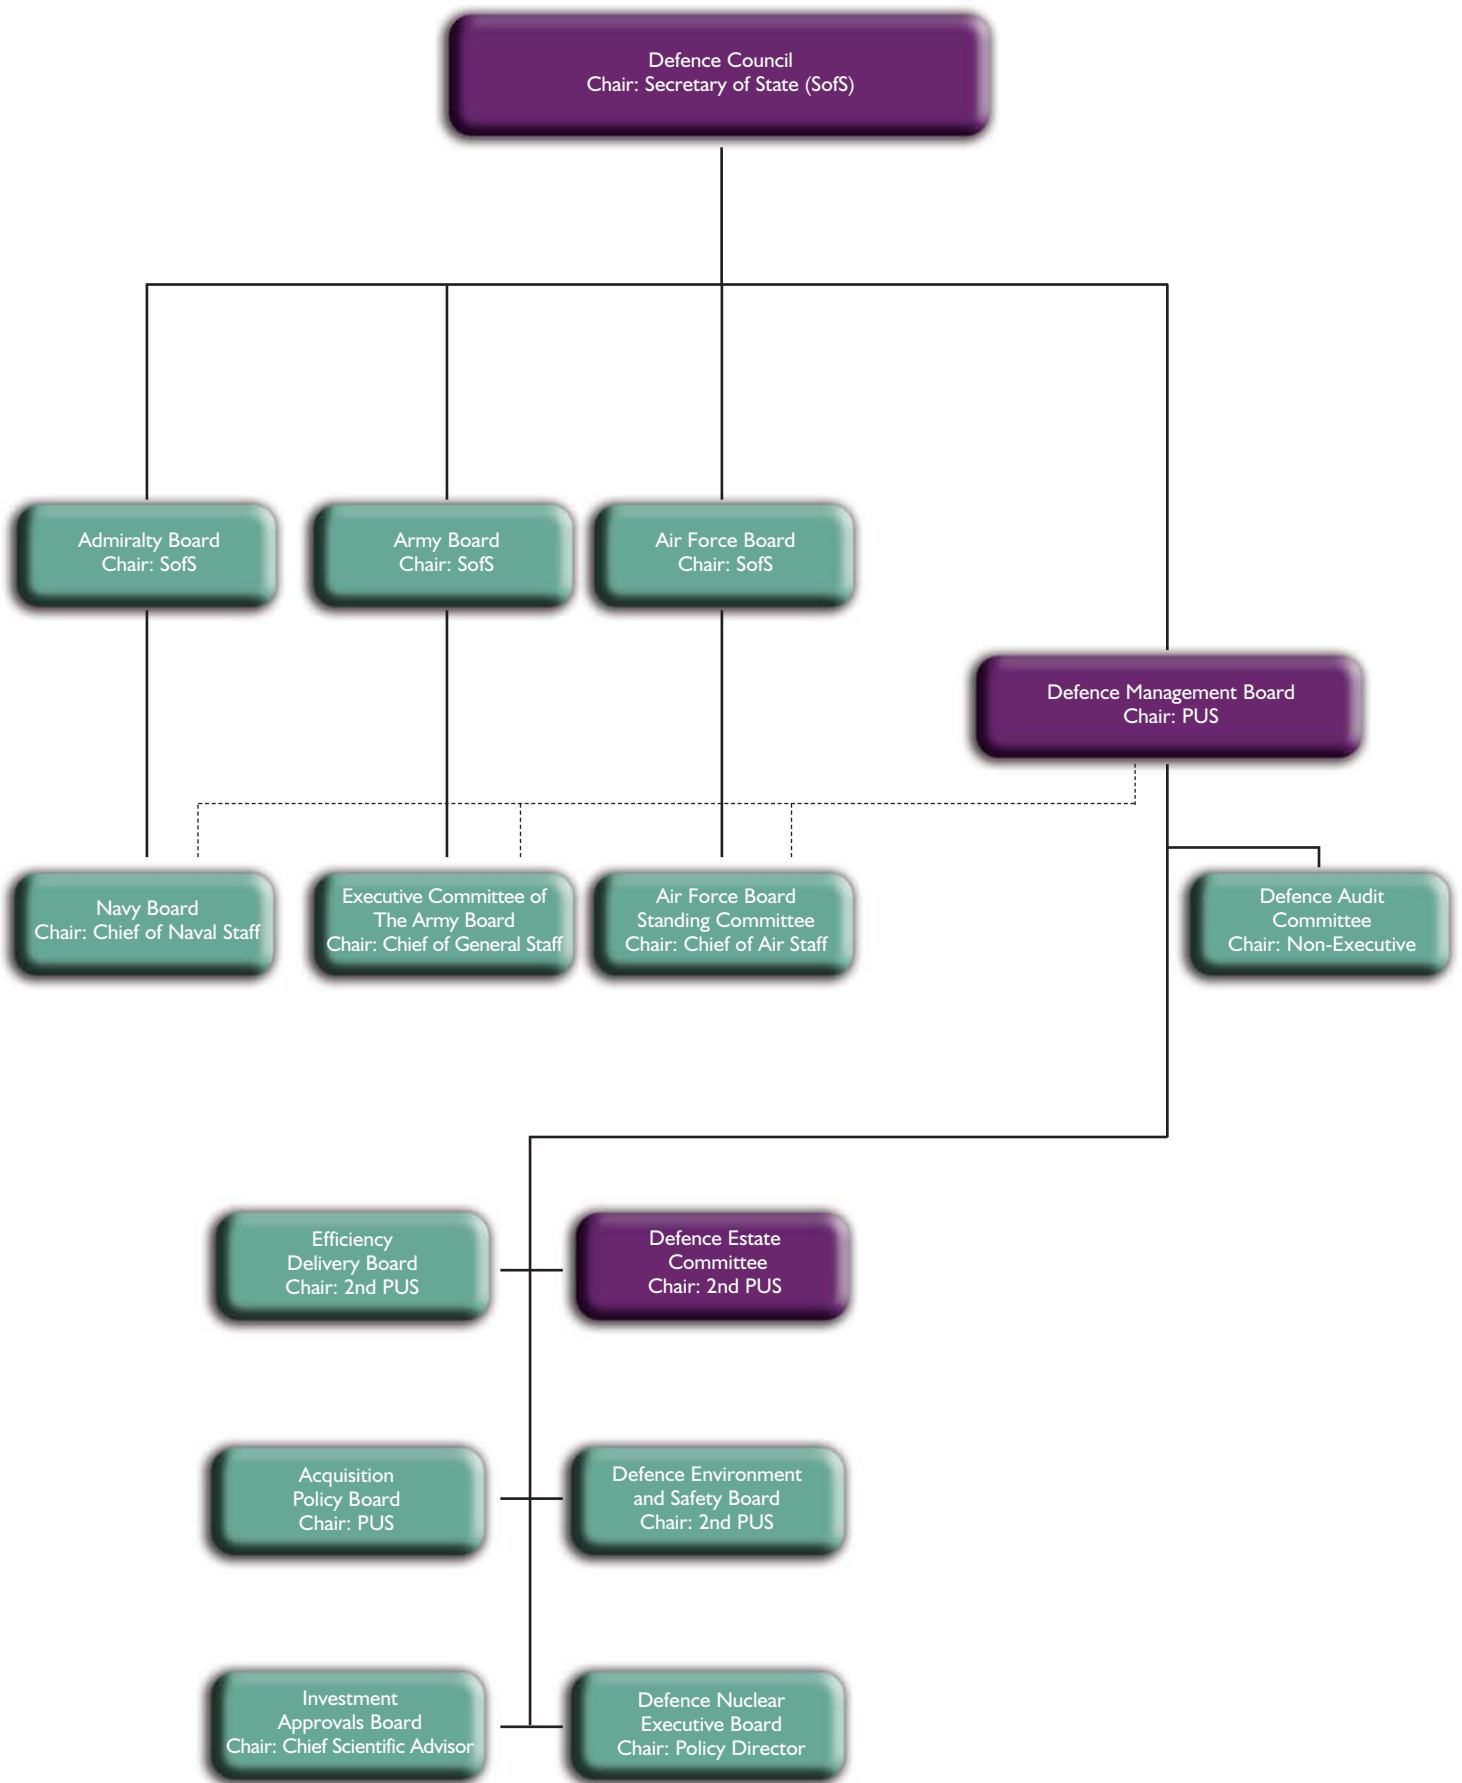 Defence Council
Chair: Secretary of State (SofS)
Admiralty Board
Chair: SofS
Army Board
Chair: SofS
Air Force Board
Chair: SofS
Defence Management Board
Chair: PUS
Navy Board
Chair: Chief of Naval Staff
Executive Committee of
The Army Board
Chair: Chief of General Staff
Air Force Board
Standing Committee
Chair: Chief of Air Staff
Defence Audit
Committee
Chair: Non-Executive
Efficiency
Delivery Board
Chair: 2nd PUS
Defence Estate
Committee
Chair: 2nd PUS
Acquisition
Policy Board
Chair: PUS
Defence Environment
and Safety Board
Chair: 2nd PUS
Investment
Approvals Board
Chair: Chief Scientific Advisor
Defence Nuclear
Executive Board
Chair: Policy Director